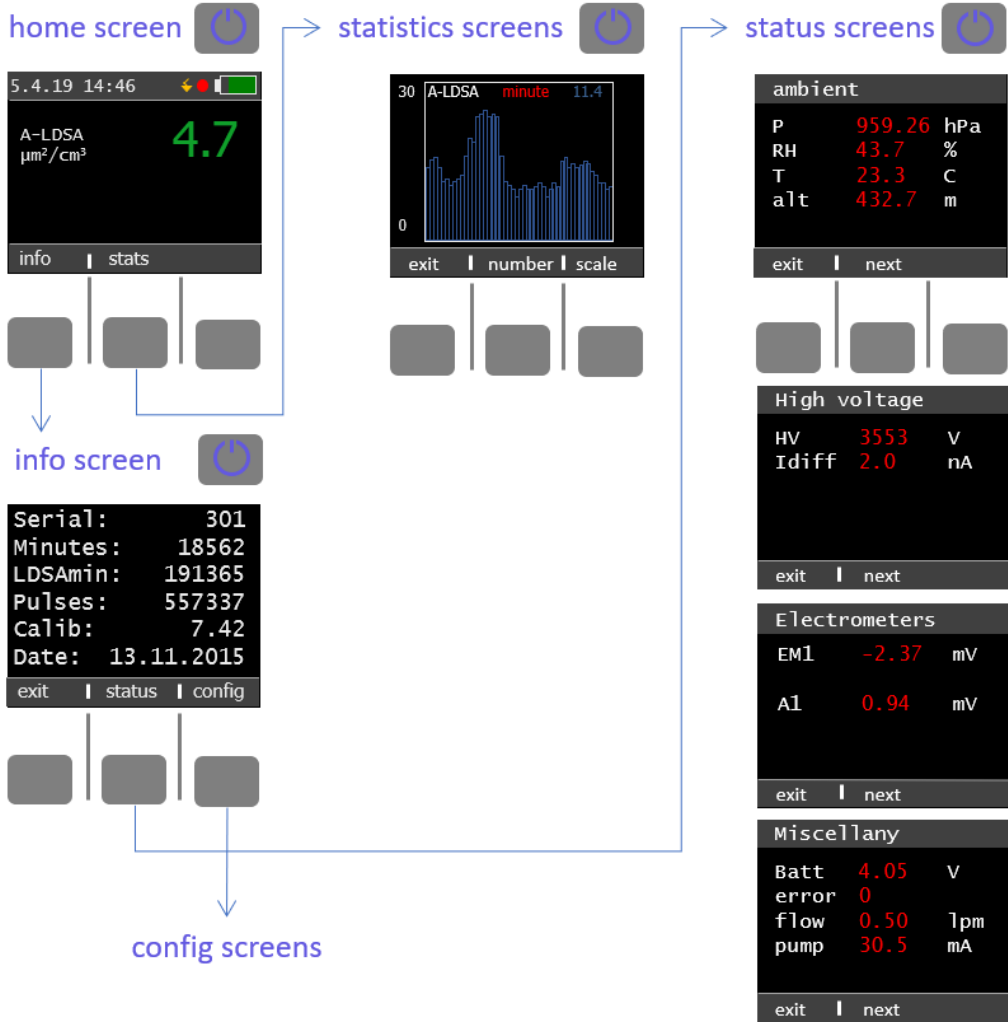 home screen
5.4.19 14:46
A-LDSA
µm²/cm³
4.7
info stats
info screen
Serial: 301
Minutes: 18562
LDSAmin: 191365
Pulses: 557337
Calib: 7.42
Date: 13.11.2015
exit status config
config screens
statistics screens
30 A-LDSA minute 11.4
0
exit number scale
status screens
ambient
P 959.26 hPa
RH 43.7 %
T 23.3 C
alt 432.7 m
exit next
High voltage
HV 3553 V
Idiff 2.0 nA
exit next
Electrometers
EM1 -2.37 mV
A1 0.94 mV
exit next
Miscellany
Batt 4.05 V
error 0
flow 0.50 lpm
pump 30.5 mA
exit next